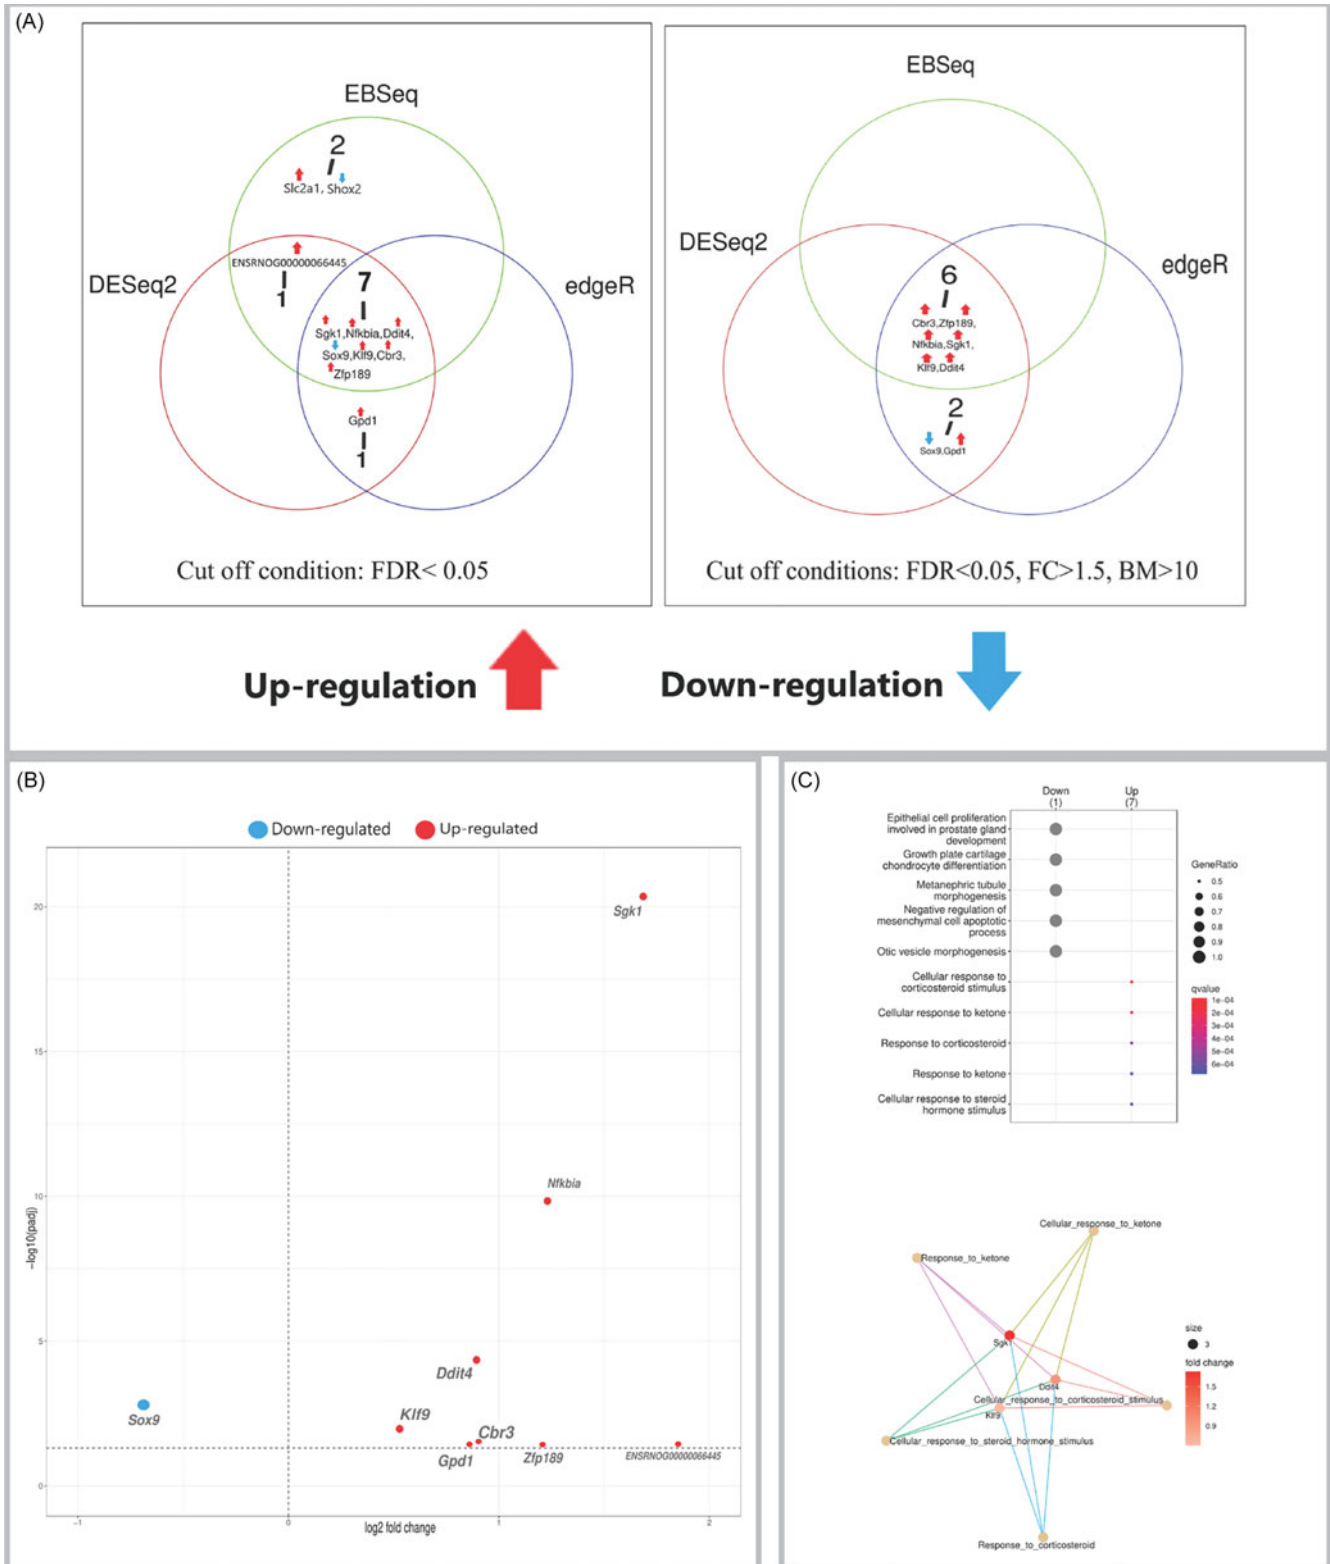 (A)
EBSeq
2
Slc2a1, Shox2
ENSRNOG00000066445
1
DESeq2
7
edgeR
Sgk1,Nfkbia,Ddit4,
Sox9,Klf9,Cbr3,
Zfp189
Gpd1
1
Cut off condition: FDR< 0.05
EBSeq
DESeq2
edgeR
6
Cbr3,Zfp189,
Nfkbia,Sgk1,
Klf9,Ddit4
2
Sox9,Gpd1
Cut off conditions: FDR<0.05, FC>1.5, BM>10
Up-regulation
Down-regulation
(B)
Down-regulated
Up-regulated
20
15
10
5
0
−log10(padj)
Sgk1
Nfkbia
Ddit4
Sox9
Klf9
Cbr3
Gpd1
Zfp189
ENSRNOG00000066445
−1
0
1
2
log2 fold change
(C)
Down
(1)
Up
(7)
Epithelial cell proliferation
involved in prostate gland
development
Growth plate cartilage
chondrocyte differentiation
Metanephric tubule
morphogenesis
Negative regulation of
mesenchymal cell apoptotic
process
Otic vesicle morphogenesis
Cellular response to
corticosteroid stimulus
Cellular response to ketone
Response to corticosteroid
Response to ketone
Cellular response to steroid
hormone stimulus
GeneRatio
0.5
0.6
0.7
0.8
0.9
1.0
qvalue
1e−04
2e−04
3e−04
4e−04
5e−04
6e−04
Cellular_response_to_ketone
Response_to_ketone
Sgk1
Ddit4
Cellular_response_to_corticosteroid_stimulus
Klf9
Cellular_response_to_steroid_hormone_stimulus
Response_to_corticosteroid
size
3
fold change
1.5
1.2
0.9